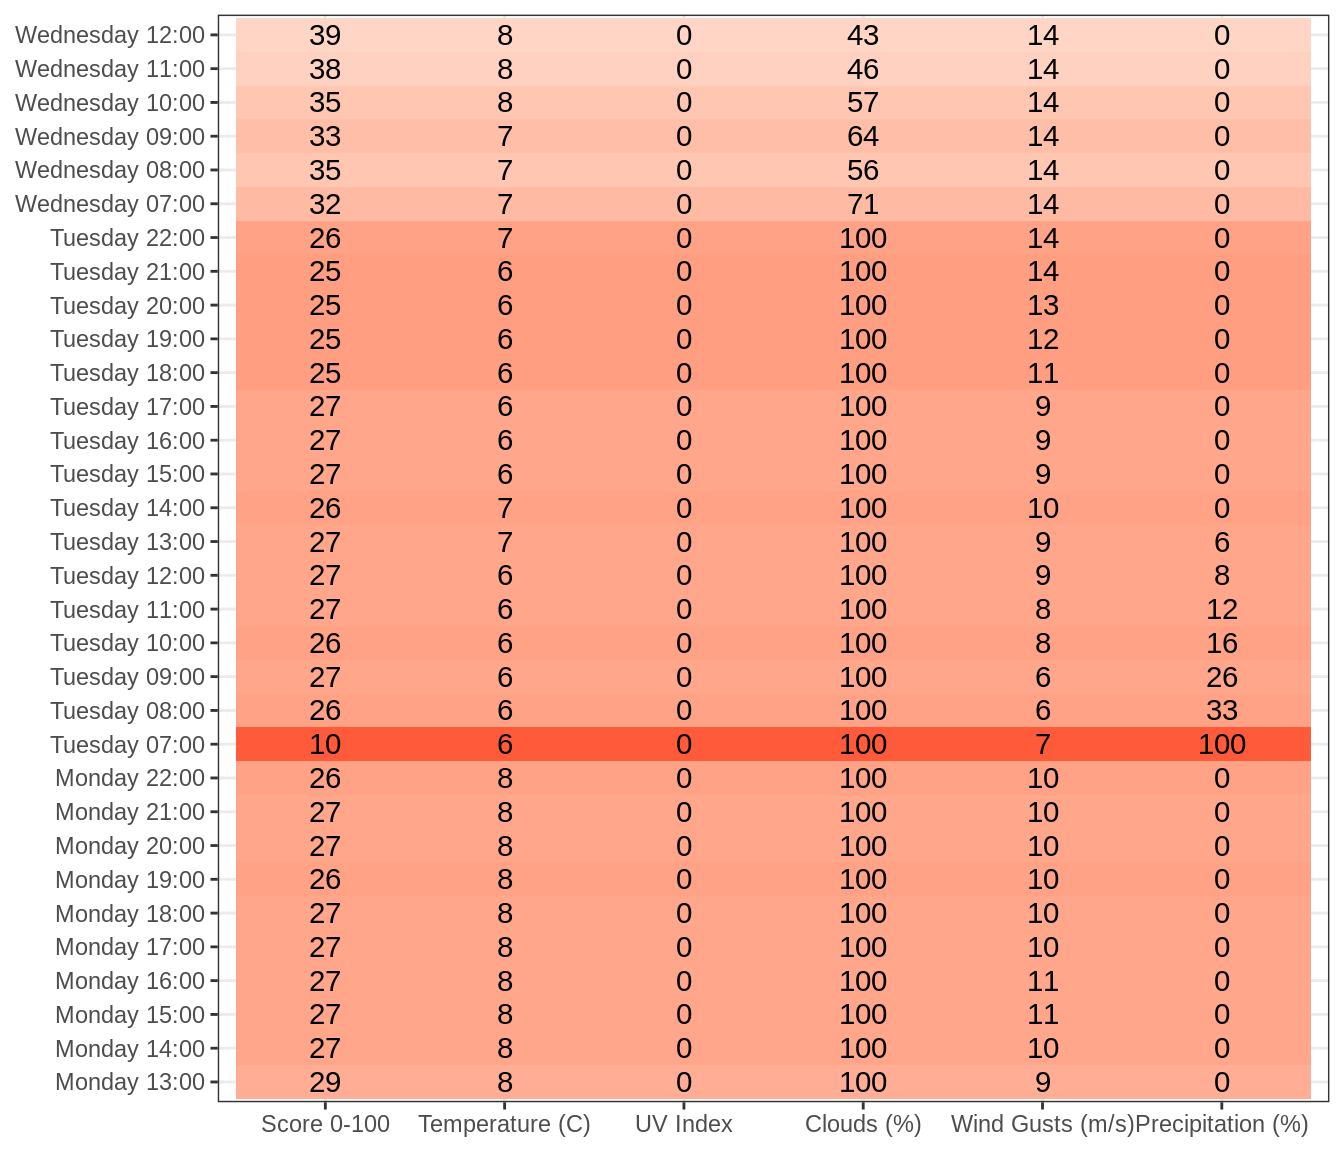 Wednesday 12:00 39 8 0 43 14 0
Wednesday 11:00 38 8 0 46 14 0
Wednesday 10:00 35 8 0 57 14 0
Wednesday 09:00 33 7 0 64 14 0
Wednesday 08:00 35 7 0 56 14 0
Wednesday 07:00 32 7 0 71 14 0
Tuesday 22:00 26 7 0 100 14 0
Tuesday 21:00 25 6 0 100 14 0
Tuesday 20:00 25 6 0 100 13 0
Tuesday 19:00 25 6 0 100 12 0
Tuesday 18:00 25 6 0 100 11 0
Tuesday 17:00 27 6 0 100 9 0
Tuesday 16:00 27 6 0 100 9 0
Tuesday 15:00 27 6 0 100 9 0
Tuesday 14:00 26 7 0 100 10 0
Tuesday 13:00 27 7 0 100 9 6
Tuesday 12:00 27 6 0 100 9 8
Tuesday 11:00 27 6 0 100 8 12
Tuesday 10:00 26 6 0 100 8 16
Tuesday 09:00 27 6 0 100 6 26
Tuesday 08:00 26 6 0 100 6 33
Tuesday 07:00 10 6 0 100 7 100
Monday 22:00 26 8 0 100 10 0
Monday 21:00 27 8 0 100 10 0
Monday 20:00 27 8 0 100 10 0
Monday 19:00 26 8 0 100 10 0
Monday 18:00 27 8 0 100 10 0
Monday 17:00 27 8 0 100 10 0
Monday 16:00 27 8 0 100 11 0
Monday 15:00 27 8 0 100 11 0
Monday 14:00 27 8 0 100 10 0
Monday 13:00 29 8 0 100 9 0
Score 0-100 Temperature (C) UV Index Clouds (%) Wind Gusts (m/s) Precipitation (%)